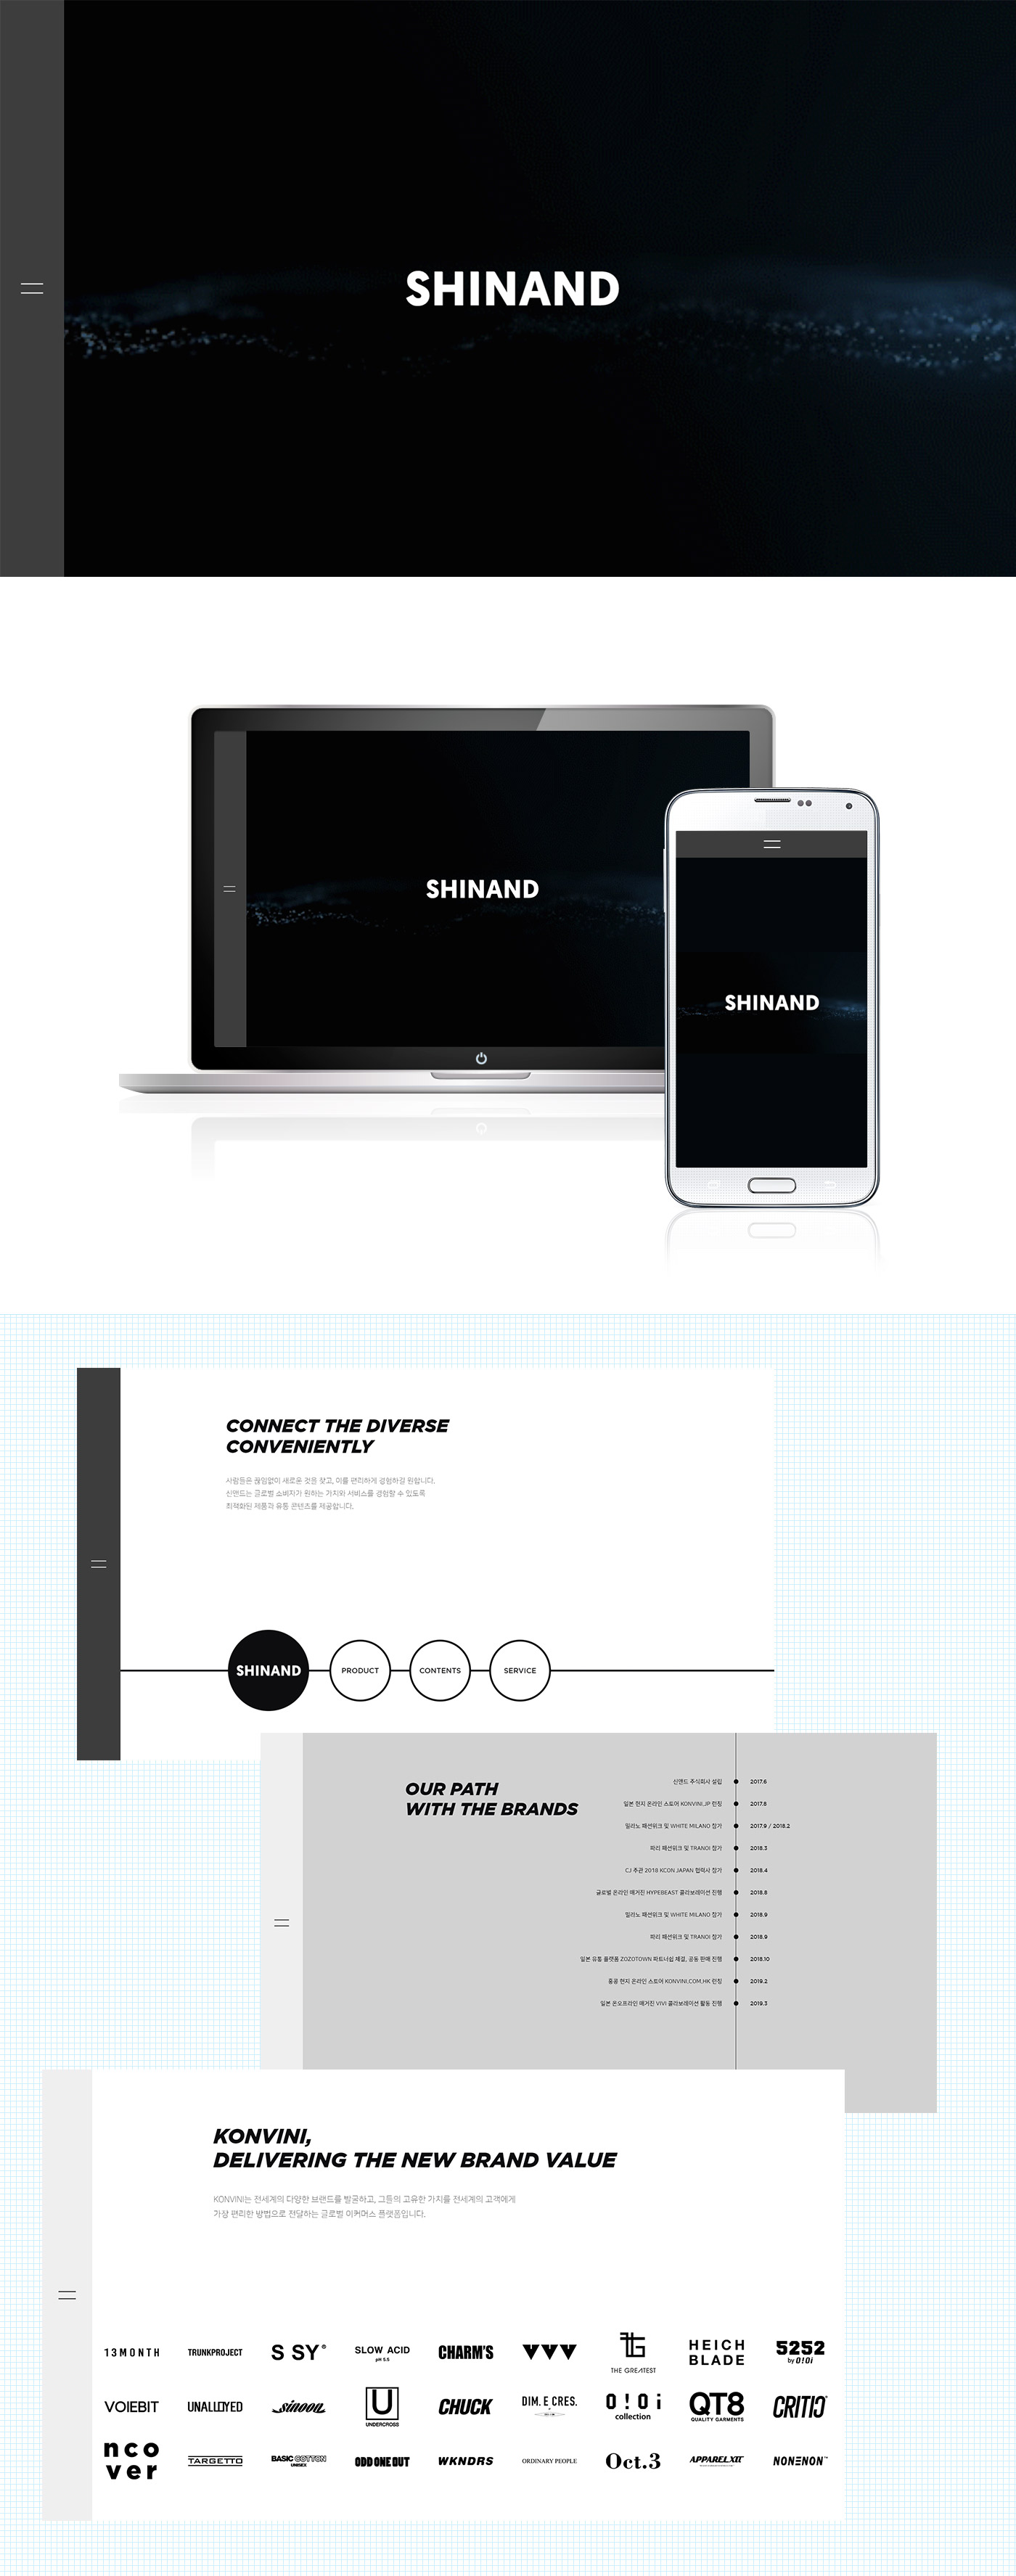 SHINAND
SHINAND
SHINAND
CONNECT THE DIVERSE
CONVENIENTLY
사람들은 끊임없이 새로운 것을 찾고, 이를 편리하게 경험하길 원합니다.
신앤드는 글로벌 소비자가 원하는 가치와 서비스를 경험할 수 있도록
최적화된 제품과 유통 콘텐츠를 제공합니다.
SHINAND
PRODUCT
CONTENTS
SERVICE
OUR PATH
WITH THE BRANDS
신앤드 주식회사 설립 2017.6
일본 현지 온라인 스토어 KONVINI.JP 런칭 2017.8
밀라노 패션위크 및 WHITE MILANO 참가 2017.9 / 2018.2
파리 패션위크 및 TRANOI 참가 2018.3
CJ 주관 2018 KCON JAPAN 협력사 참가 2018.4
글로벌 온라인 매거진 HYPEBEAST 콜라보레이션 진행 2018.8
밀라노 패션위크 및 WHITE MILANO 참가 2018.9
파리 패션위크 및 TRANOI 참가 2018.9
일본 유통 플랫폼 ZOZOTOWN 파트너쉽 체결, 공동 판매 진행 2018.10
홍콩 현지 온라인 스토어 KONVINI.COM.HK 런칭 2019.2
일본 온오프라인 매거진 VIVI 콜라보레이션 활동 진행 2019.3
KONVINI,
DELIVERING THE NEW BRAND VALUE
KONVINI는 전세계의 다양한 브랜드를 발굴하고, 그들의 고유한 가치를 전세계의 고객에게
가장 편리한 방법으로 전달하는 글로벌 이커머스 플랫폼입니다.
13MONTH
TRUNKPROJECT
S SY®
SLOW ACID
pH 5.5
CHARM'S
THE GREATEST
HEICH
BLADE
5252
by O!Oi
VOIEBIT
UNALLOYED
sinoon
U
UNDERCROSS
CHUCK
DIM. E CRES.
O!Oi
collection
QT8
QUALITY GARMENTS
CRITIC
nco
ver
TARGETTO
BASIC COTTON
UNISEX
ODD ONE OUT
WKNDRS
ORDINARY PEOPLE
Oct.3
APPAREL XII
NONENON™